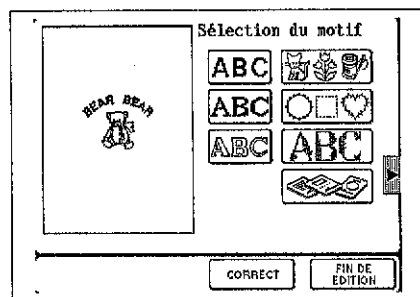 Sélection du motif
ABC
BEAR BEAR
ABC
ABC
ABC
CORRECT
FIN DE
EDITION